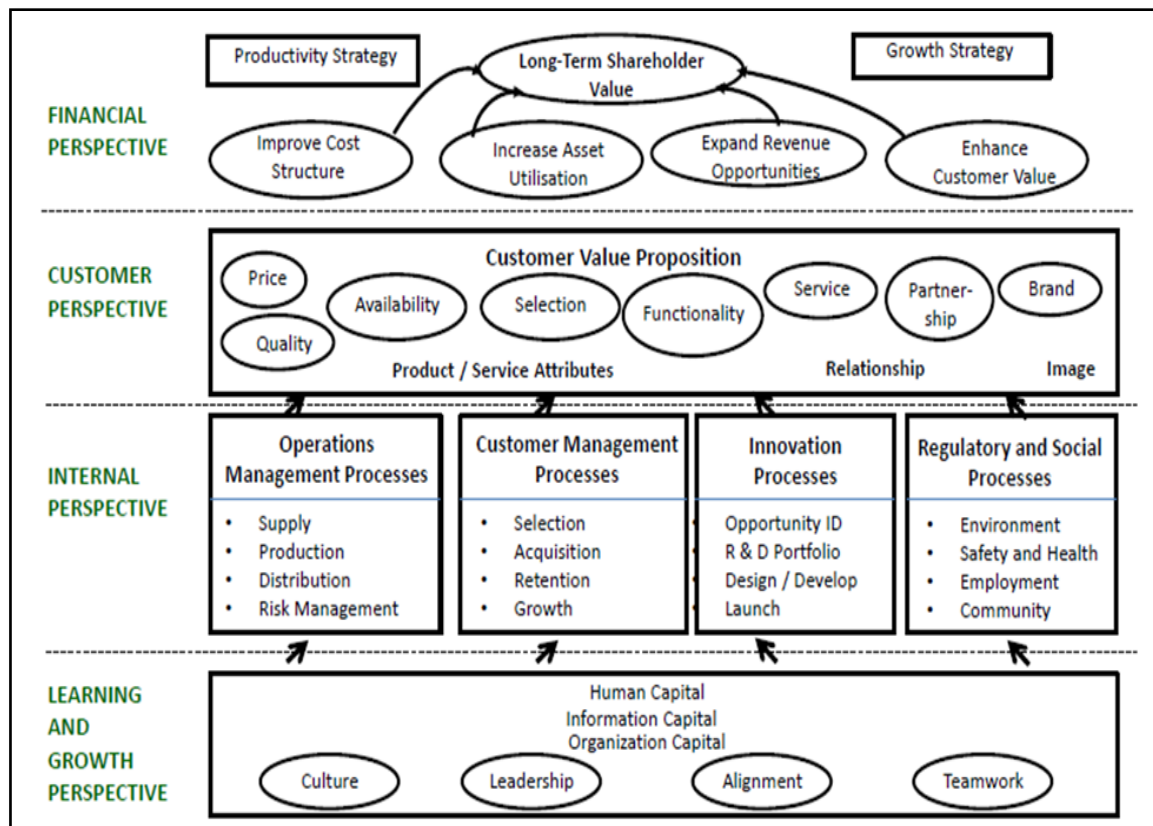 Productivity Strategy
Long-Term Shareholder
Value
Growth Strategy
FINANCIAL
PERSPECTIVE
Improve Cost
Structure
Increase Asset
Utilisation
Expand Revenue
Opportunities
Enhance
Customer Value
CUSTOMER
PERSPECTIVE
Customer Value Proposition
Price
Quality
Availability
Selection
Functionality
Service
Partner-
ship
Brand
Product / Service Attributes
Relationship
Image
INTERNAL
PERSPECTIVE
Operations
Management Processes
• Supply
• Production
• Distribution
• Risk Management
Customer Management
Processes
• Selection
• Acquisition
• Retention
• Growth
Innovation
Processes
• Opportunity ID
• R & D Portfolio
• Design / Develop
• Launch
Regulatory and Social
Processes
• Environment
• Safety and Health
• Employment
• Community
LEARNING
AND
GROWTH
PERSPECTIVE
Human Capital
Information Capital
Organization Capital
Culture
Leadership
Alignment
Teamwork